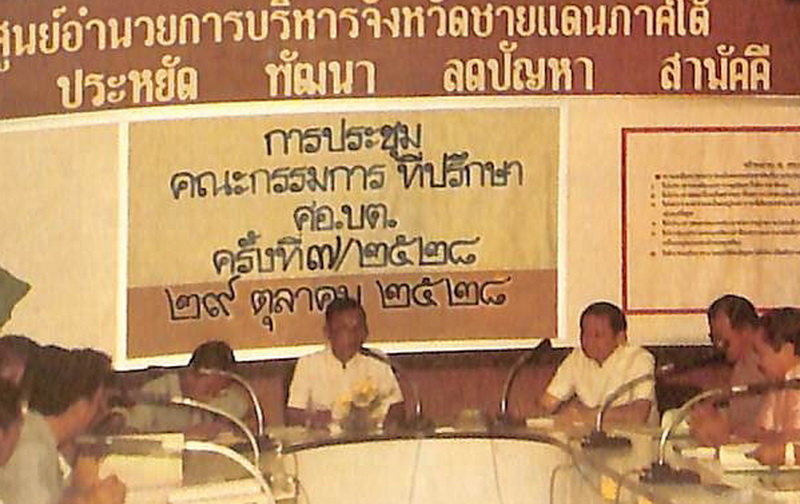 ศูนย์อำนวยการบริหารจังหวัดชายแดนภาคใต้
ประหยัด พัฒนา ลดปัญหา สามัคคี
การประชุม
คณะกรรมการ ที่ปรึกษา
ศอ.บต.
ครั้งที่ ๗/๒๕๒๘
๒๙ ตุลาคม ๒๕๒๘